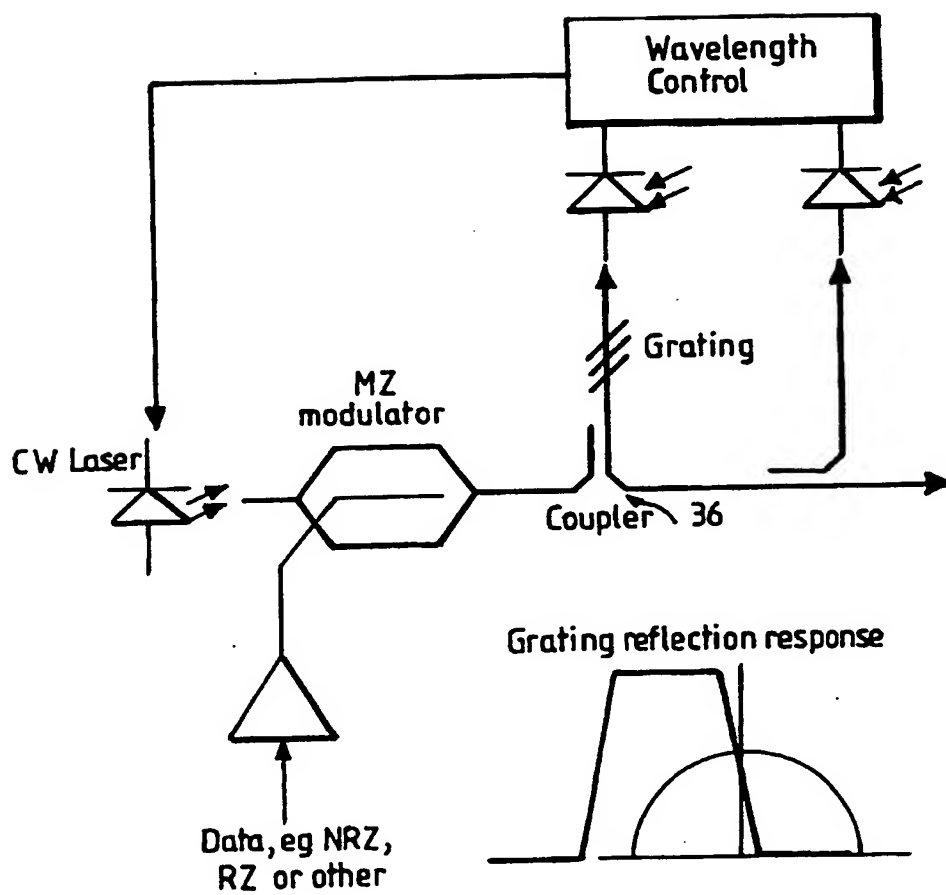 Wavelength
Control
Grating
MZ
modulator
CW Laser
Coupler 36
Grating reflection response
Data, eg NRZ,
RZ or other